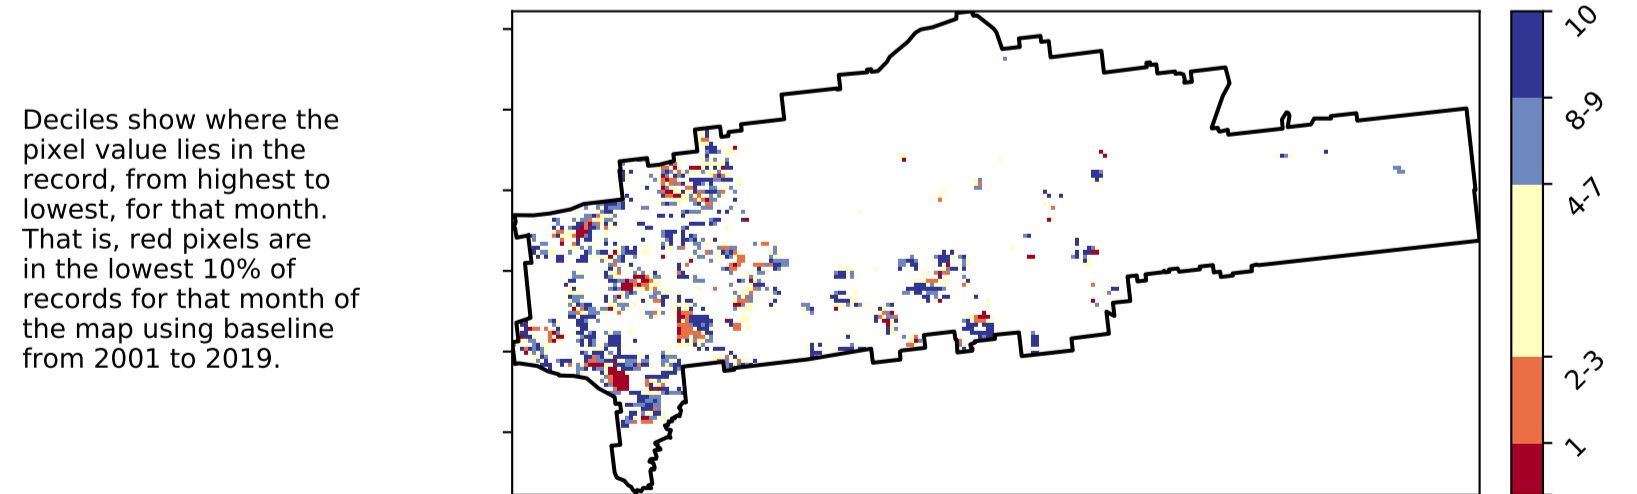 Deciles show where the
pixel value lies in the
record, from highest to
lowest, for that month.
That is, red pixels are
in the lowest 10% of
records for that month of
the map using baseline
from 2001 to 2019.
10
8-9
4-7
2-3
1